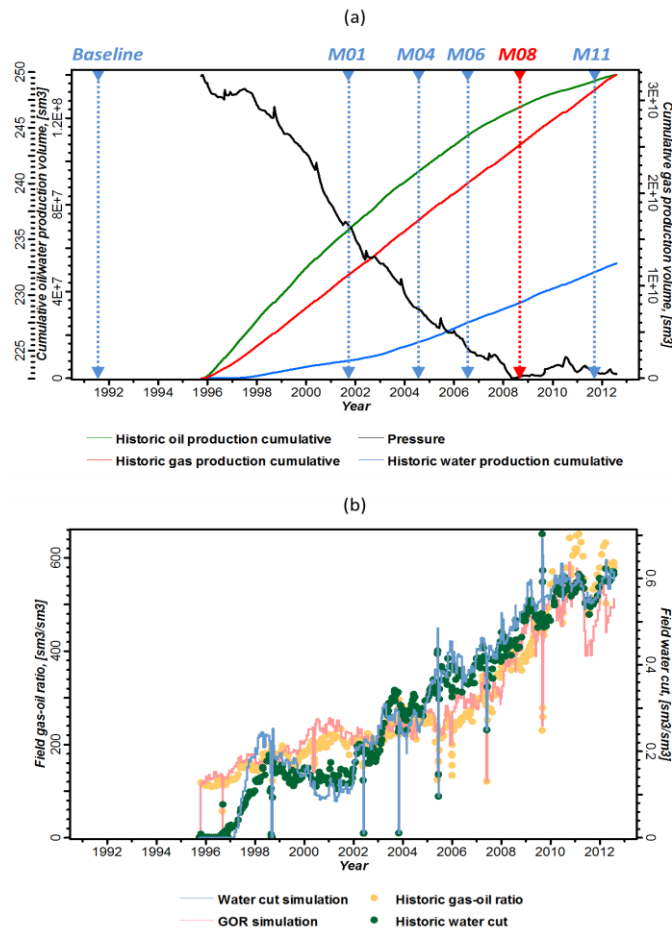 (a)
Baseline M01 M04 M06 M08 M11
250 245 240 235 230 225
Cumulative oil/water production volume, [sm3]
1.2E+8 8E+7 4E+7 0
3E+10 2E+10 1E+10 0
Cumulative gas production volume, [sm3]
1992 1994 1996 1998 2000 2002 2004 2006 2008 2010 2012
Year
Historic oil production cumulative Pressure
Historic gas production cumulative Historic water production cumulative
(b)
600 400 200 0
Field gas-oil ratio, [sm3/sm3]
0.6 0.4 0.2 0
Field water cut, [sm3/sm3]
1992 1994 1996 1998 2000 2002 2004 2006 2008 2010 2012
Year
Water cut simulation Historic gas-oil ratio
GOR simulation Historic water cut